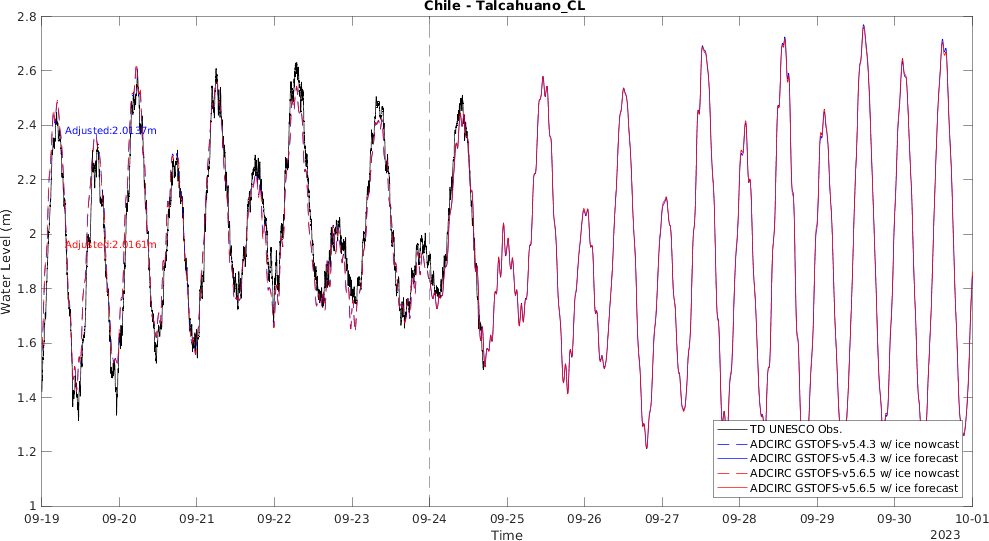 Chile - Talcahuano_CL
2.8
2.6
2.4
2.2
2
1.8
1.6
1.4
1.2
1
Water Level (m)
Adjusted:2.0137m
Adjusted:2.0161m
TD UNESCO Obs.
ADCIRC GSTOFS-v5.4.3 w/ ice nowcast
ADCIRC GSTOFS-v5.4.3 w/ ice forecast
ADCIRC GSTOFS-v5.6.5 w/ ice nowcast
ADCIRC GSTOFS-v5.6.5 w/ ice forecast
09-19 09-20 09-21 09-22 09-23 09-24 09-25 09-26 09-27 09-28 09-29 09-30 10-01
Time
2023